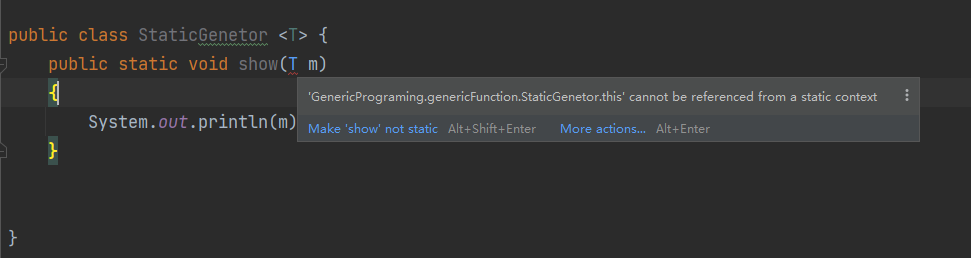 public class StaticGenetor <T> {
public static void show(T m)
{
'GenericPrograming.genericFunction.StaticGenetor.this' cannot be referenced from a static context
System.out.println(m)
Make 'show' not static Alt+Shift+Enter More actions... Alt+Enter
}
}